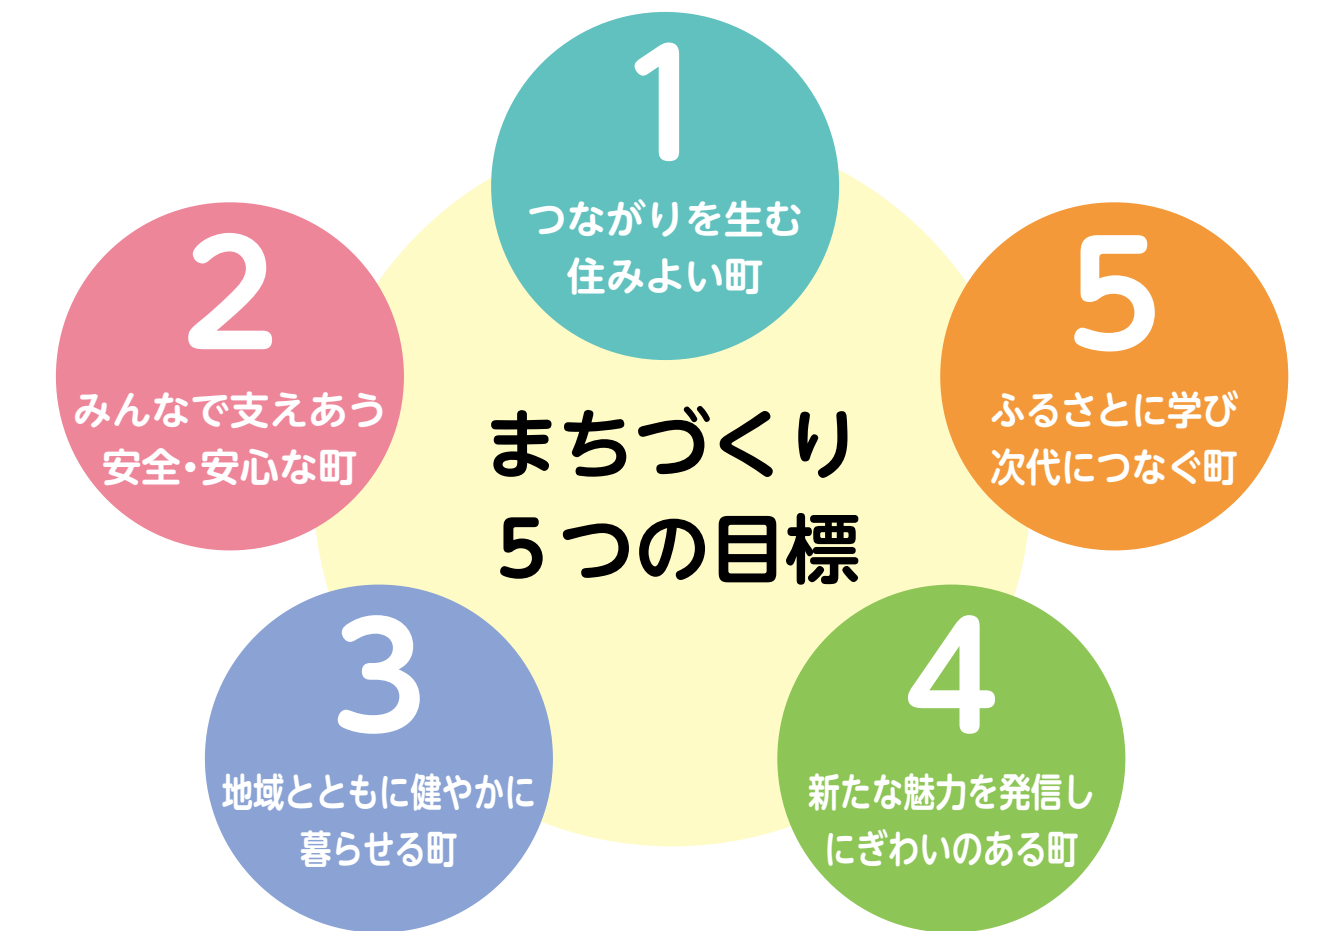 1
つながりを生む
住みよい町
2
みんなで支えあう
安全・安心な町
3
地域とともに健やかに
暮らせる町
4
新たな魅力を発信し
にぎわいのある町
5
ふるさとに学び
次代につなぐ町
まちづくり
５つの目標